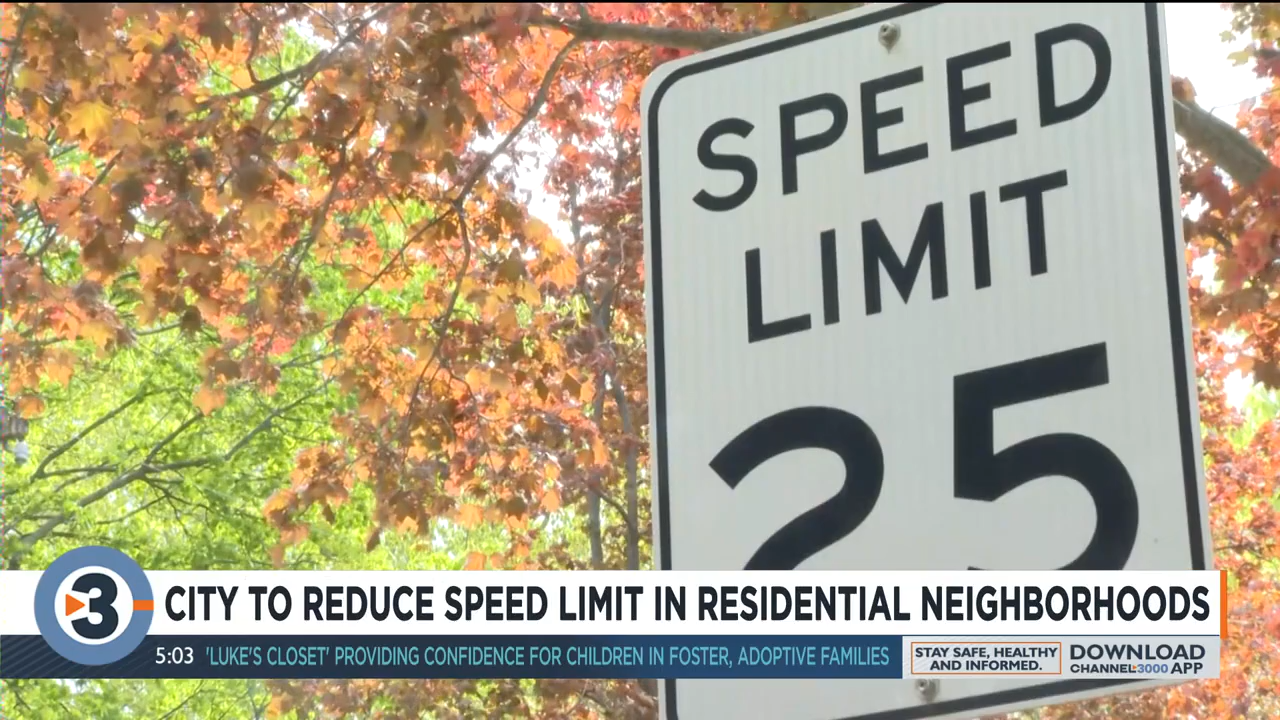 SPEED
LIMIT
25
3
CITY TO REDUCE SPEED LIMIT IN RESIDENTIAL NEIGHBORHOODS
5:03 'LUKE'S CLOSET' PROVIDING CONFIDENCE FOR CHILDREN IN FOSTER, ADOPTIVE FAMILIES
STAY SAFE, HEALTHY
AND INFORMED.
DOWNLOAD
CHANNEL3000 APP